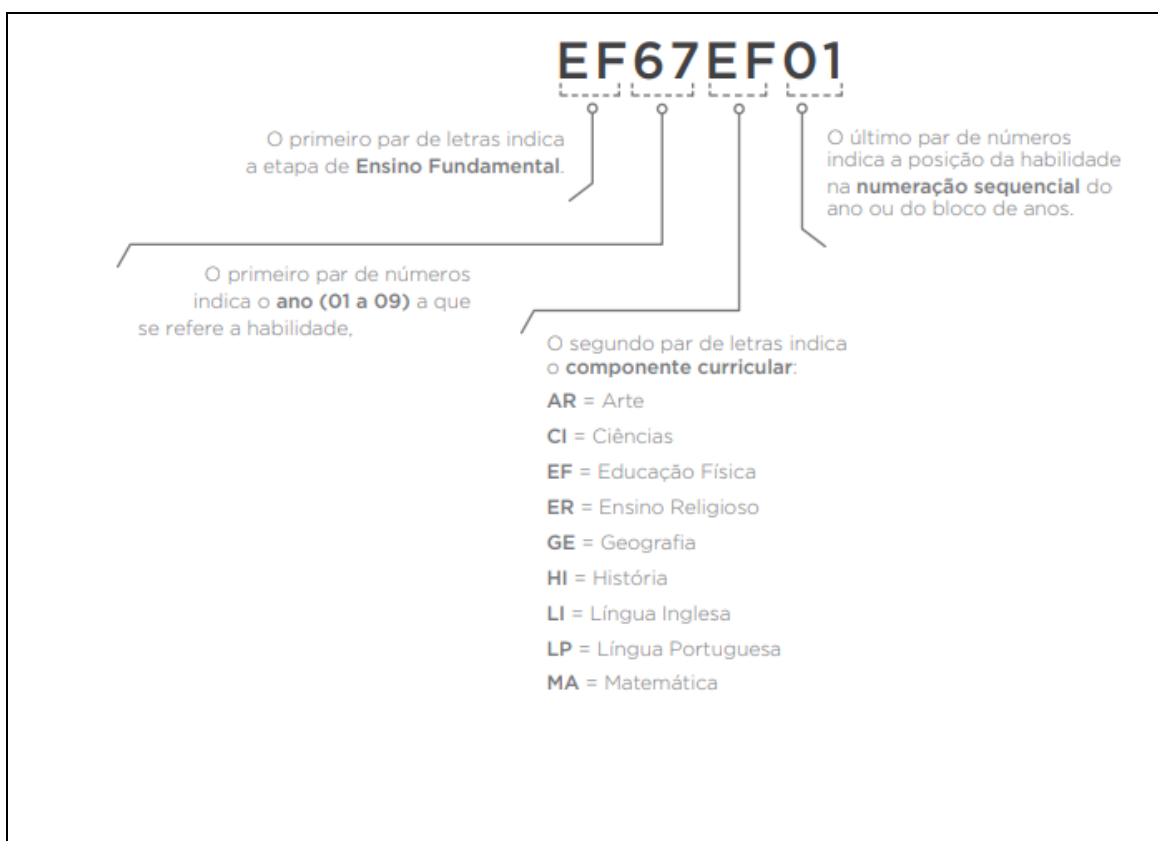 EF67EF01
O primeiro par de letras indica
a etapa de Ensino Fundamental.
O último par de números
indica a posição da habilidade
na numeração sequencial do
ano ou do bloco de anos.
O primeiro par de números
indica o ano (01 a 09) a que
se refere a habilidade,
O segundo par de letras indica
o componente curricular:
AR = Arte
CI = Ciências
EF = Educação Física
ER = Ensino Religioso
GE = Geografia
HI = História
LI = Língua Inglesa
LP = Língua Portuguesa
MA = Matemática